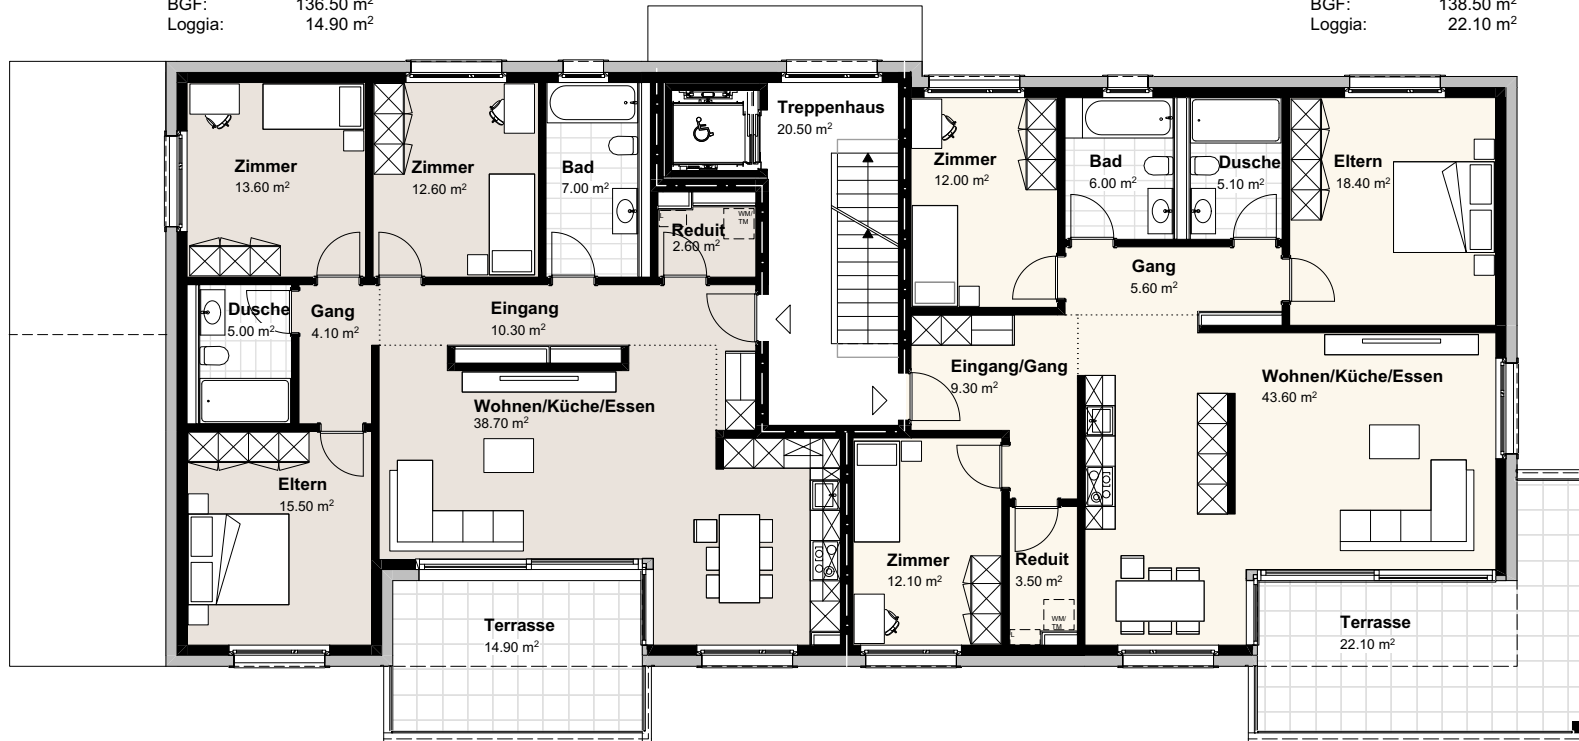 BGF: 136.50 m²
Loggia: 14.90 m²
BGF: 138.50 m²
Loggia: 22.10 m²
Treppenhaus
20.50 m²
Zimmer
13.60 m²
Zimmer
12.60 m²
Bad
7.00 m²
Reduit
2.60 m²
WM/
TM
Dusche
5.00 m²
Gang
4.10 m²
Eingang
10.30 m²
Wohnen/Küche/Essen
38.70 m²
Eltern
15.50 m²
Terrasse
14.90 m²
Zimmer
12.00 m²
Bad
6.00 m²
Dusche
5.10 m²
Eltern
18.40 m²
Gang
5.60 m²
Eingang/Gang
9.30 m²
Wohnen/Küche/Essen
43.60 m²
Zimmer
12.10 m²
Reduit
3.50 m²
WM/
TM
Terrasse
22.10 m²